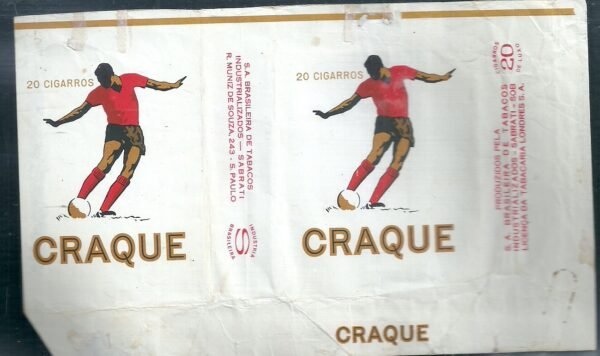 20 CIGARROS
CRAQUE
S.A. BRASILEIRA DE TABACOS
INDUSTRIALIZADOS — SABRATI
R. MUNIZ DE SOUZA, 243 - S. PAULO
INDÚSTRIA
S
BRASILEIRA
20 CIGARROS
CRAQUE
CIGARROS
20
DE LUXO
PRODUZIDOS PELA
S. A. BRASILEIRA DE TABACOS
INDUSTRIALIZADOS - SABRATI - SOB
LICENÇA DA TABACARIA LONDRES S. A.
CRAQUE